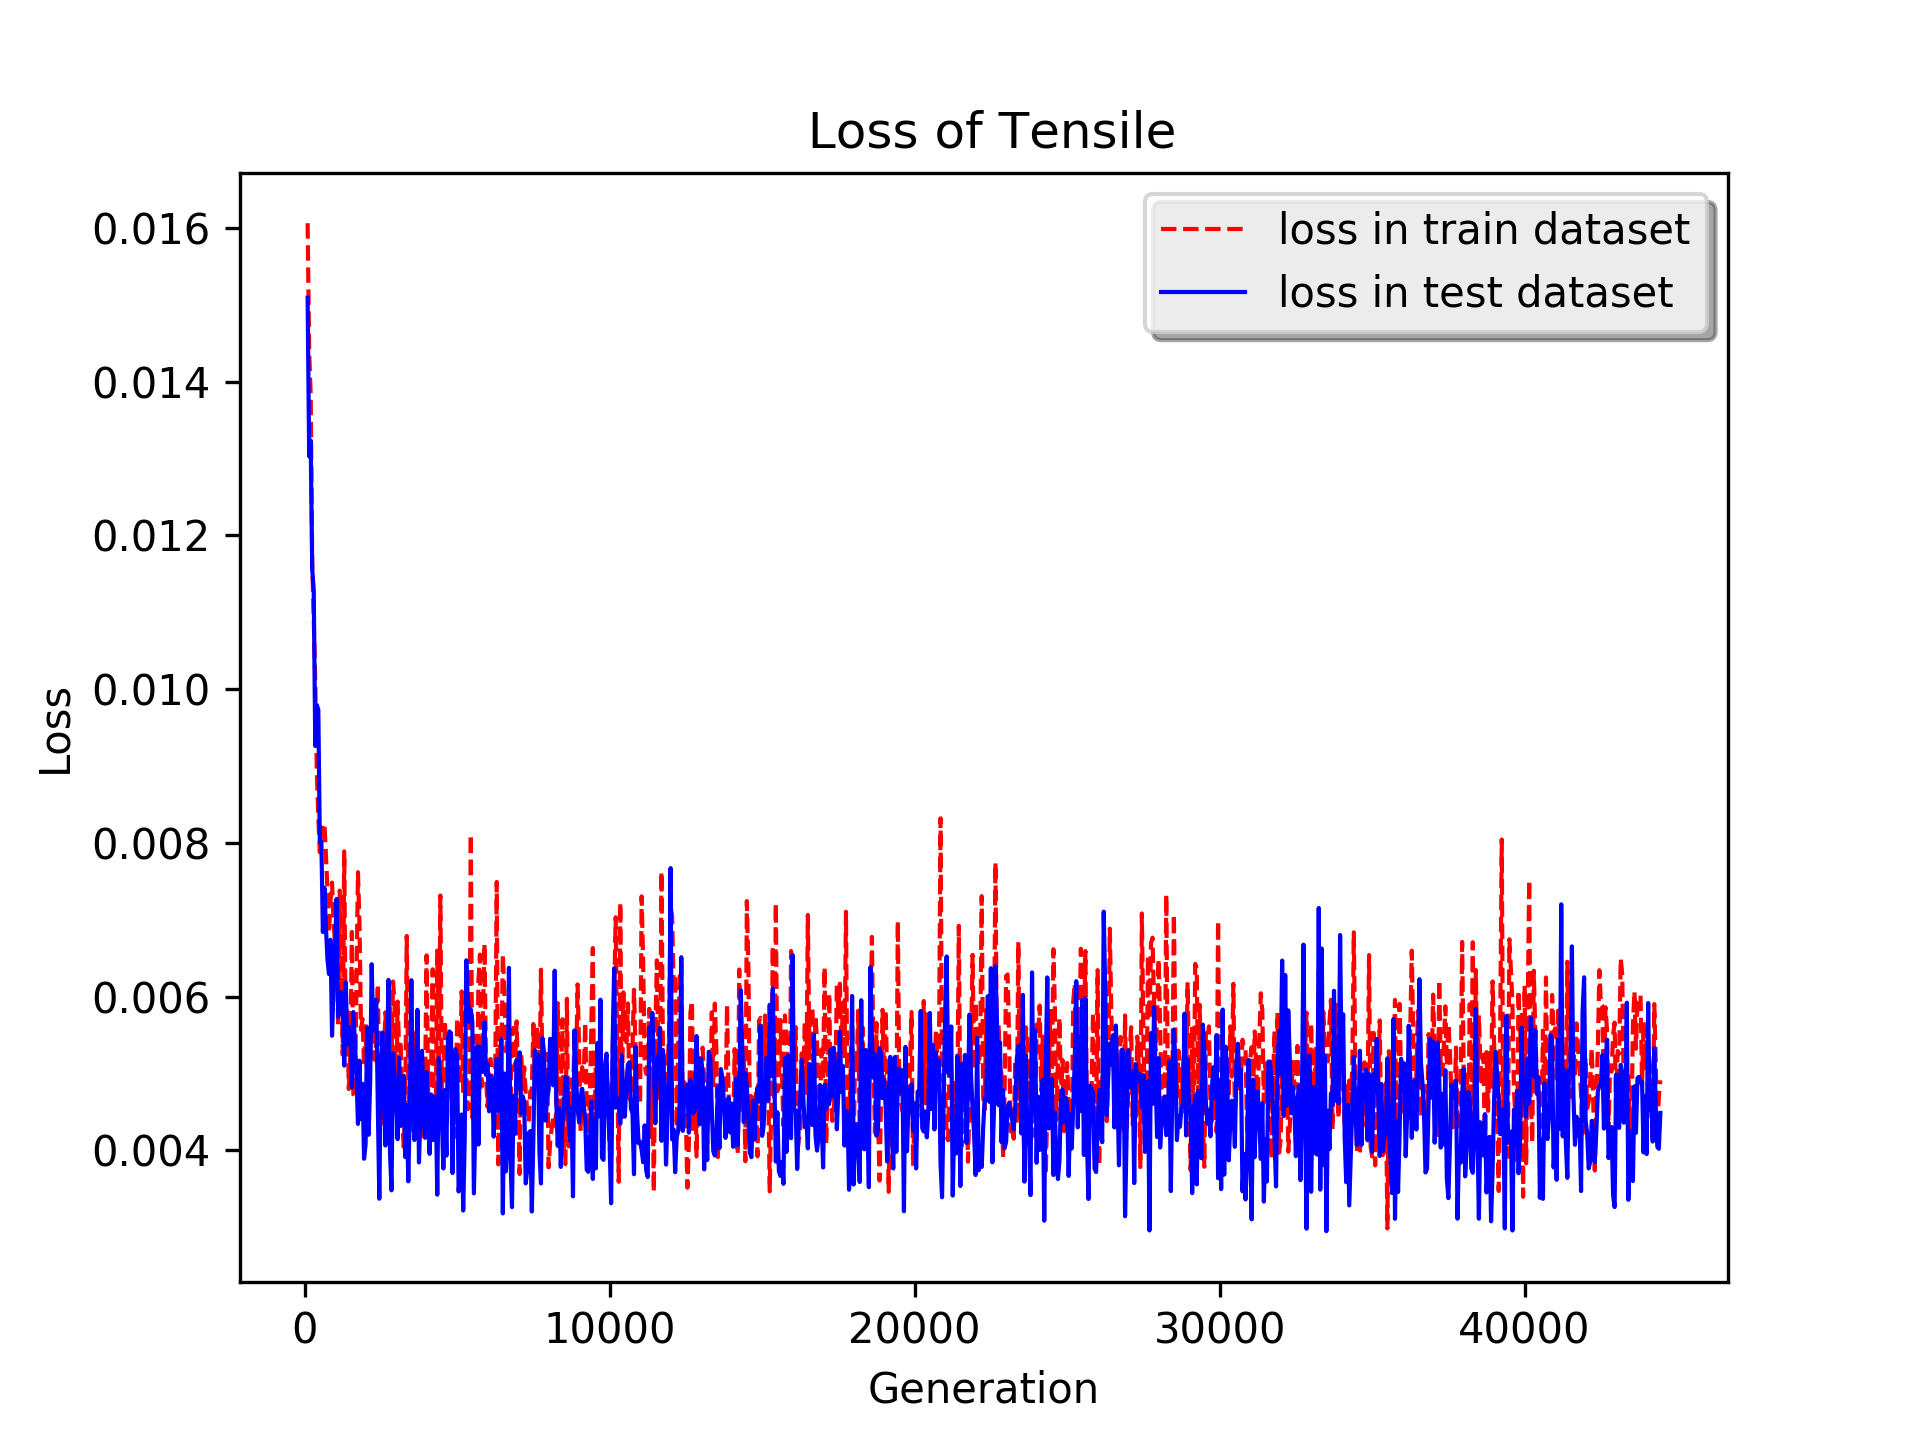 Loss of Tensile
loss in train dataset
loss in test dataset
0.016
0.014
0.012
0.010
0.008
0.006
0.004
Loss
0 10000 20000 30000 40000
Generation